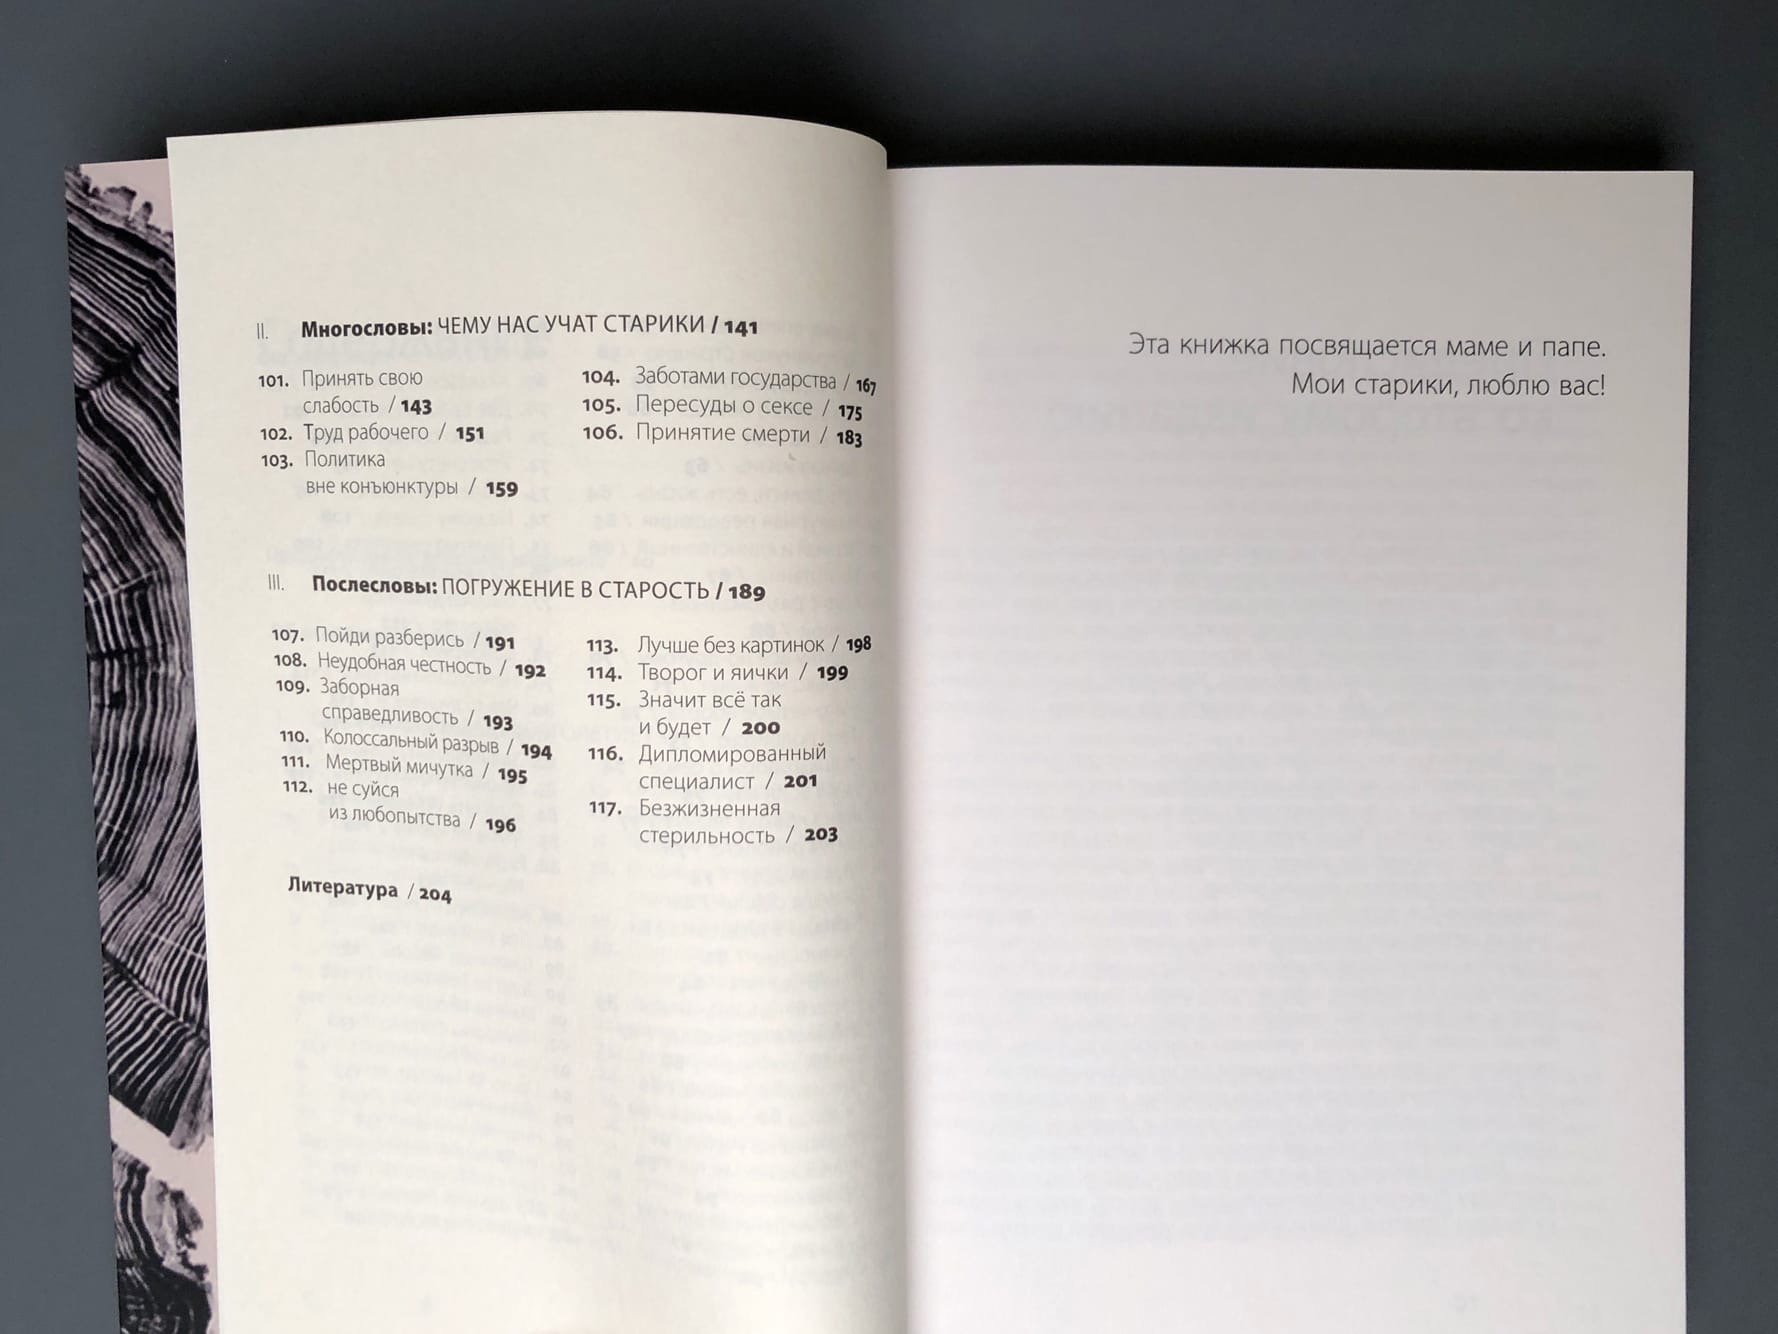 II. Многословы: ЧЕМУ НАС УЧАТ СТАРИКИ / 141
101. Принять свою
слабость / 143
102. Труд рабочего / 151
103. Политика
вне конъюнктуры / 159
104. Заботами государства / 167
105. Пересуды о сексе / 175
106. Принятие смерти / 183
III. Послесловы: ПОГРУЖЕНИЕ В СТАРОСТЬ / 189
107. Пойди разберись / 191
108. Неудобная честность / 192
109. Заборная
справедливость / 193
110. Колоссальный разрыв / 194
111. Мертвый мичутка / 195
112. не суйся
из любопытства / 196
113. Лучше без картинок / 198
114. Творог и яички / 199
115. Значит всё так
и будет / 200
116. Дипломированный
специалист / 201
117. Безжизненная
стерильность / 203
Литература / 204
Эта книжка посвящается маме и папе.
Мои старики, люблю вас!